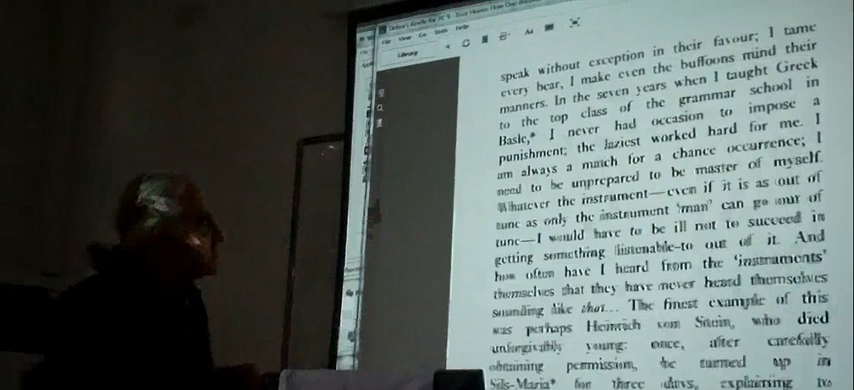 File View Go Tools Help
Library
Aa
speak without exception in their favour; I tame
every bear, I make even the buffoons mind their
manners. In the seven years when I taught Greek
to the top class of the grammar school in
Basle,* I never had occasion to impose a
punishment; the laziest worked hard for me. I
am always a match for a chance occurrence; I
need to be unprepared to be master of myself.
Whatever the instrument—even if it is as out of
tune as only the instrument 'man' can go out of
tune—I would have to be ill not to succeed in
getting something listenable-to out of it. And
how often have I heard from the 'instruments'
themselves that they have never heard themselves
sounding like that... The finest example of this
was perhaps Heinrich von Stein, who died
unforgivably young: once, after carefully
obtaining permission, he turned up in
Sils-Maria* for three days, explaining to